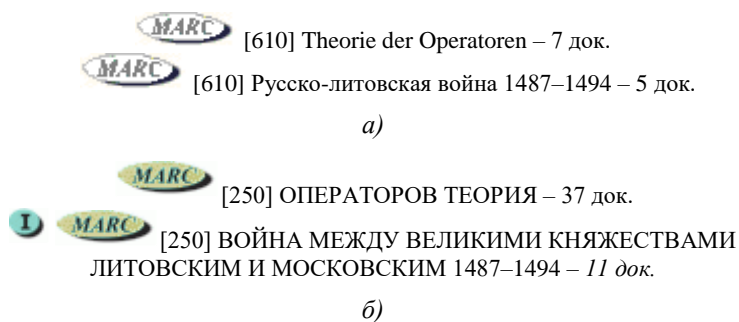 MARC [610] Theorie der Operatoren – 7 док.
MARC [610] Русско-литовская война 1487–1494 – 5 док.
а)
MARC [250] ОПЕРАТОРОВ ТЕОРИЯ – 37 док.
I MARC [250] ВОЙНА МЕЖДУ ВЕЛИКИМИ КНЯЖЕСТВАМИ
ЛИТОВСКИМ И МОСКОВСКИМ 1487–1494 – 11 док.
б)